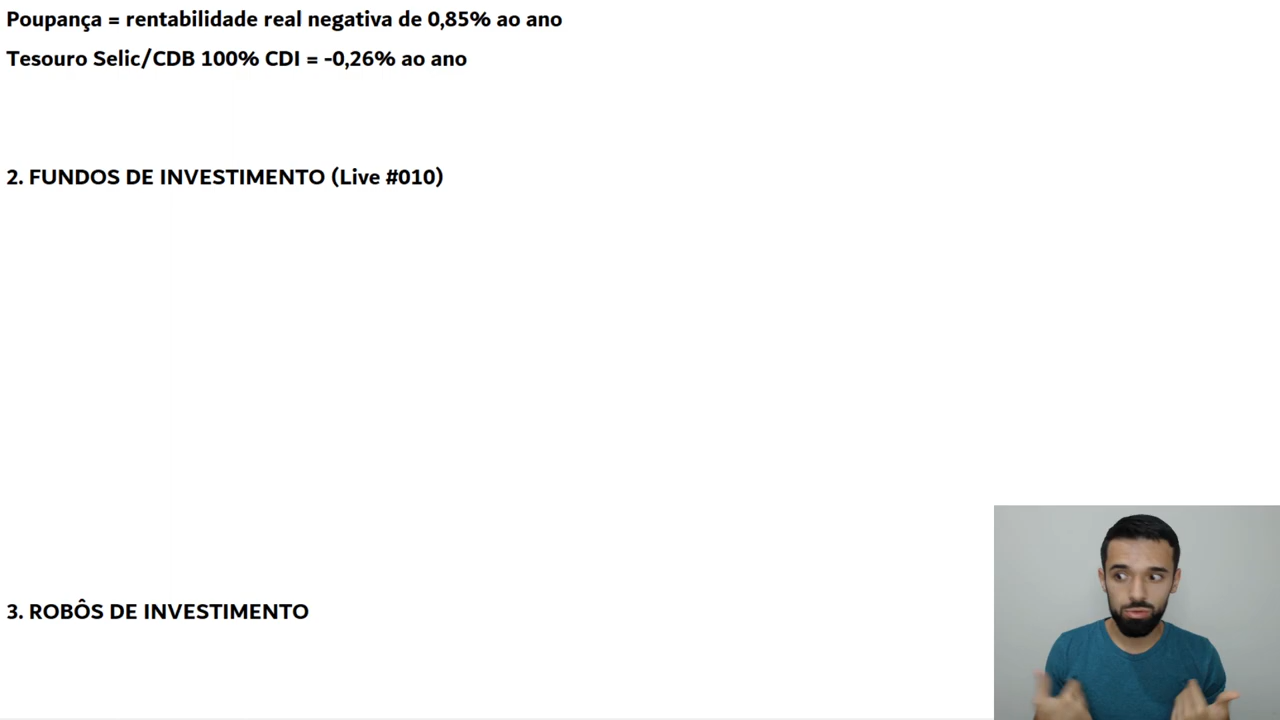 Poupança = rentabilidade real negativa de 0,85% ao ano
Tesouro Selic/CDB 100% CDI = -0,26% ao ano
2. FUNDOS DE INVESTIMENTO (Live #010)
3. ROBÔS DE INVESTIMENTO